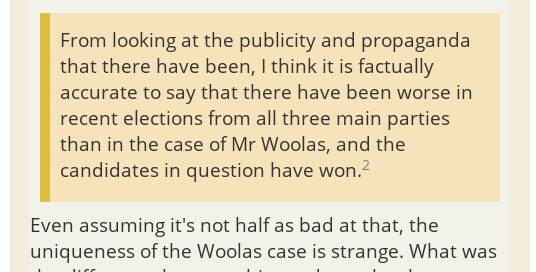 From looking at the publicity and propaganda
that there have been, I think it is factually
accurate to say that there have been worse in
recent elections from all three main parties
than in the case of Mr Woolas, and the
candidates in question have won.2
Even assuming it's not half as bad at that, the
uniqueness of the Woolas case is strange. What was